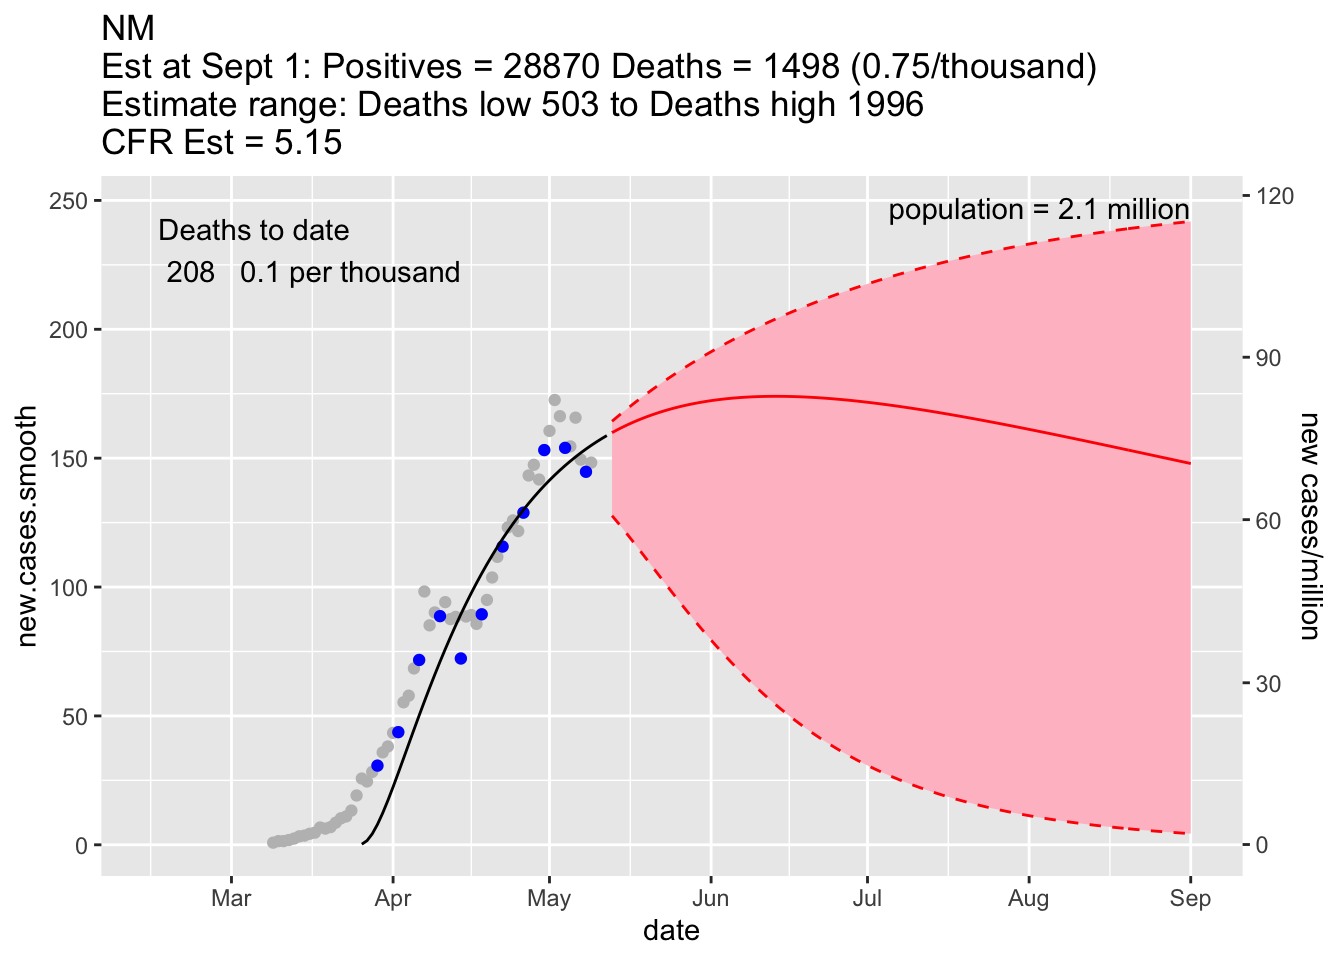 NM
Est at Sept 1: Positives = 28870 Deaths = 1498 (0.75/thousand)
Estimate range: Deaths low 503 to Deaths high 1996
CFR Est = 5.15
Deaths to date
208 0.1 per thousand
population = 2.1 million
250
200
150
100
50
0
new.cases.smooth
120
90
60
30
0
new cases/million
Mar Apr May Jun Jul Aug Sep
date